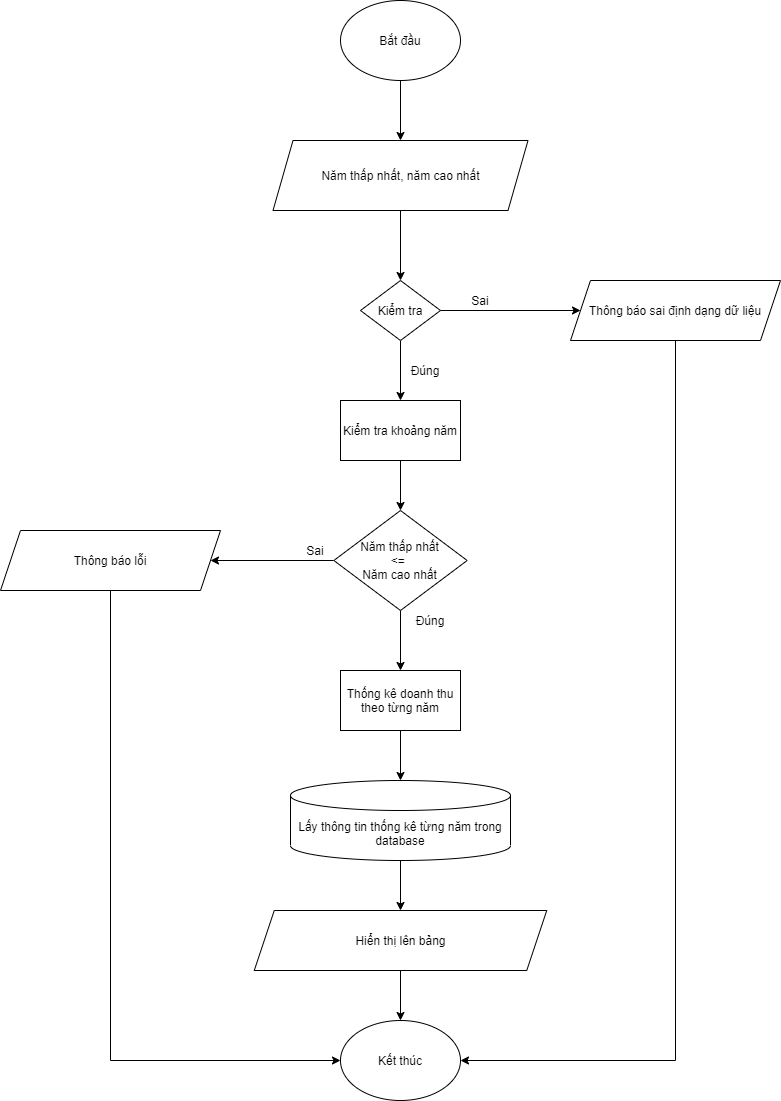 Bắt đầu
Năm thấp nhất, năm cao nhất
Kiểm tra
Sai
Thông báo sai định dạng dữ liệu
Đúng
Kiểm tra khoảng năm
Năm thấp nhất
<=
Năm cao nhất
Sai
Thông báo lỗi
Đúng
Thống kê doanh thu
theo từng năm
Lấy thông tin thống kê từng năm trong
database
Hiển thị lên bảng
Kết thúc